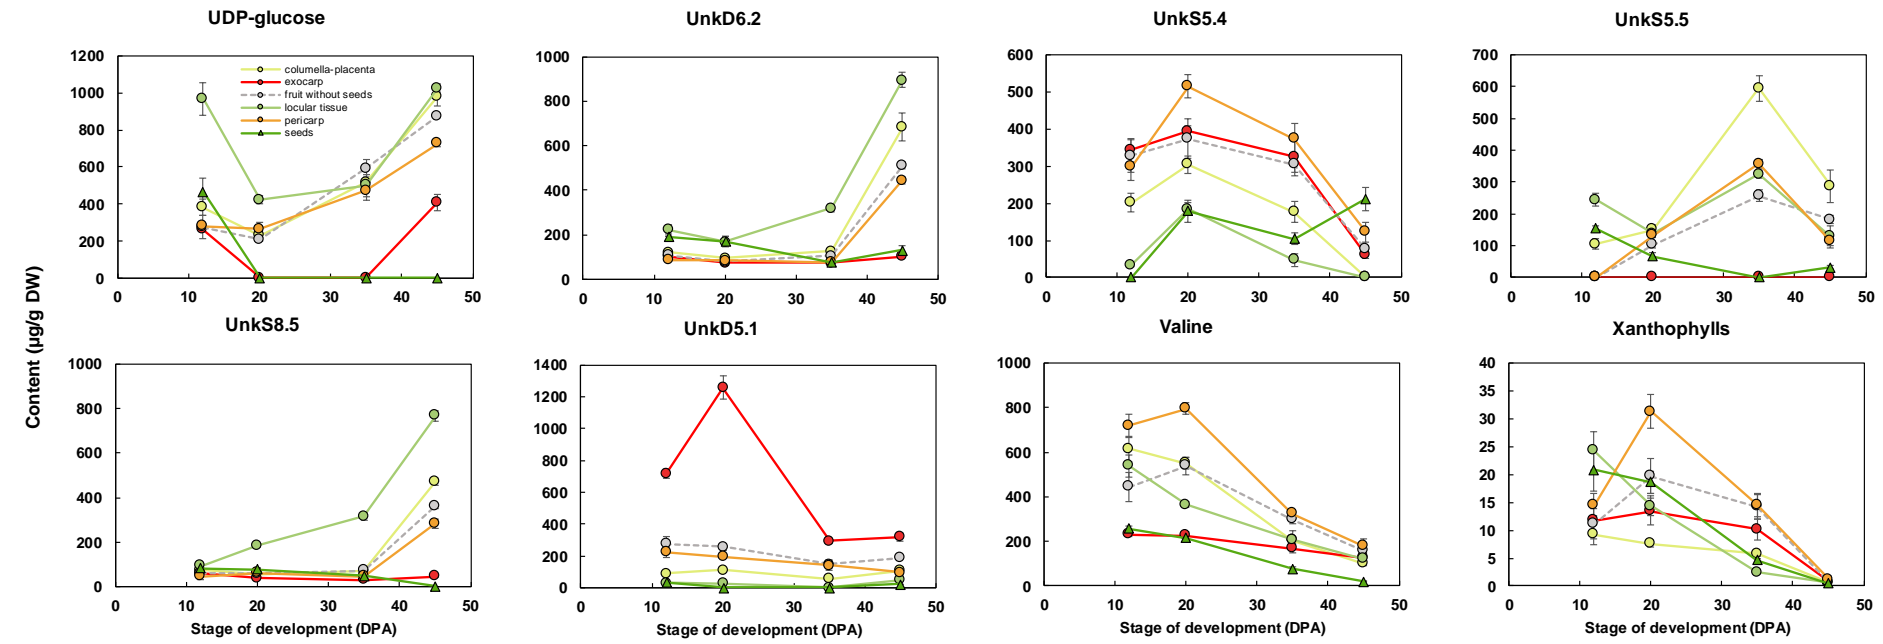 UDP-glucose
UnkD6.2
UnkS5.4
UnkS5.5
1200
1000
800
600
400
200
0
0 10 20 30 40 50
columella-placenta
exocarp
fruit without seeds
locular tissue
pericarp
seeds
1000
800
600
400
200
0
0 10 20 30 40 50
600
500
400
300
200
100
0
0 10 20 30 40 50
700
600
500
400
300
200
100
0
0 10 20 30 40 50
Content (µg/g DW)
UnkS8.5
UnkD5.1
Valine
Xanthophylls
1000
800
600
400
200
0
0 10 20 30 40 50
Stage of development (DPA)
1400
1200
1000
800
600
400
200
0
0 10 20 30 40 50
Stage of development (DPA)
1000
800
600
400
200
0
0 10 20 30 40 50
Stage of development (DPA)
40
35
30
25
20
15
10
5
0
0 10 20 30 40 50
Stage of development (DPA)